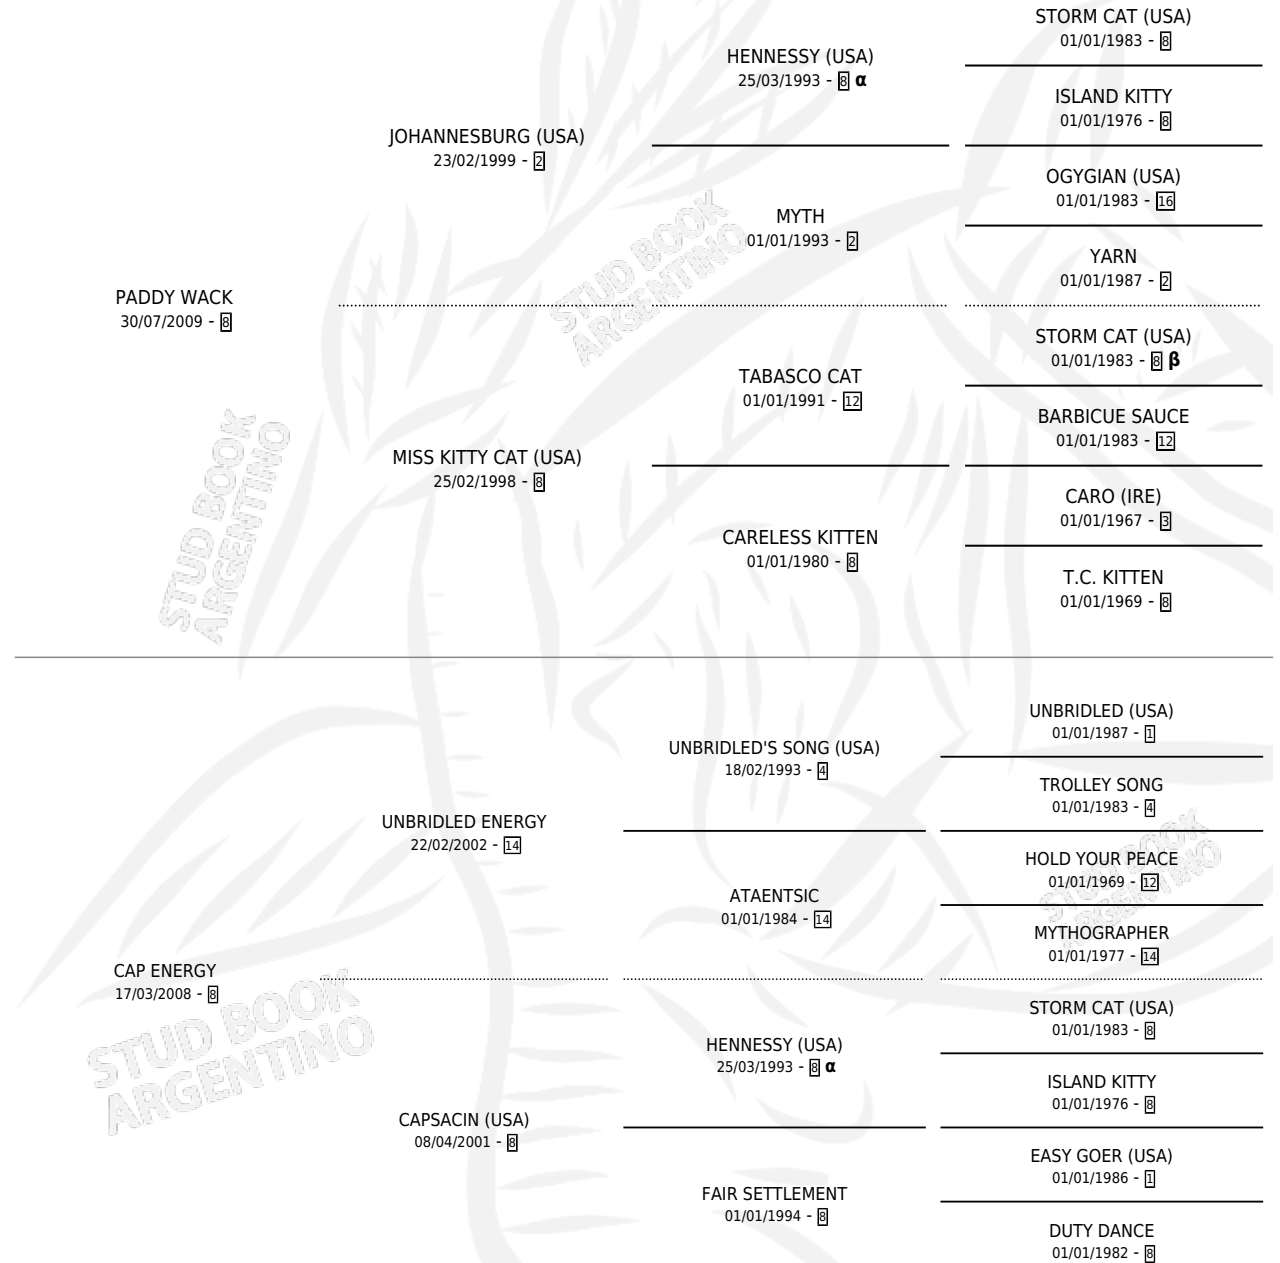 STORM CAT (USA)
01/01/1983 - 8
HENNESSY (USA)
25/03/1993 - 8 α
ISLAND KITTY
01/01/1976 - 8
JOHANNESBURG (USA)
23/02/1999 - 2
OGYGIAN (USA)
01/01/1983 - 16
MYTH
01/01/1993 - 2
YARN
01/01/1987 - 2
PADDY WACK
30/07/2009 - 8
STORM CAT (USA)
01/01/1983 - 8 β
TABASCO CAT
01/01/1991 - 12
BARBICUE SAUCE
01/01/1983 - 12
MISS KITTY CAT (USA)
25/02/1998 - 8
CARO (IRE)
01/01/1967 - 3
CARELESS KITTEN
01/01/1980 - 8
T.C. KITTEN
01/01/1969 - 8
UNBRIDLED (USA)
01/01/1987 - 1
UNBRIDLED'S SONG (USA)
18/02/1993 - 4
TROLLEY SONG
01/01/1983 - 4
UNBRIDLED ENERGY
22/02/2002 - 14
HOLD YOUR PEACE
01/01/1969 - 12
ATAENTSIC
01/01/1984 - 14
MYTHOGRAPHER
01/01/1977 - 14
CAP ENERGY
17/03/2008 - 8
STORM CAT (USA)
01/01/1983 - 8
HENNESSY (USA)
25/03/1993 - 8 α
ISLAND KITTY
01/01/1976 - 8
CAPSACIN (USA)
08/04/2001 - 8
EASY GOER (USA)
01/01/1986 - 1
FAIR SETTLEMENT
01/01/1994 - 8
DUTY DANCE
01/01/1982 - 8
STUD BOOK
ARGENTINO
STUD BOOK
ARGENTINO
STUD BOOK
ARGENTINO
STUD BOOK
ARGENTINO